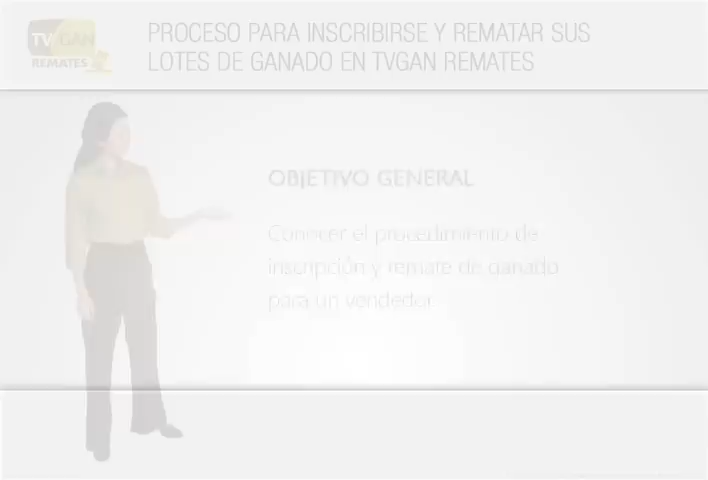 TVGAN
REMATES
PROCESO PARA INSCRIBIRSE Y REMATAR SUS
LOTES DE GANADO EN TVGAN REMATES
OBJETIVO GENERAL
Conocer el procedimiento de
inscripción y remate de ganado
para un vendedor.